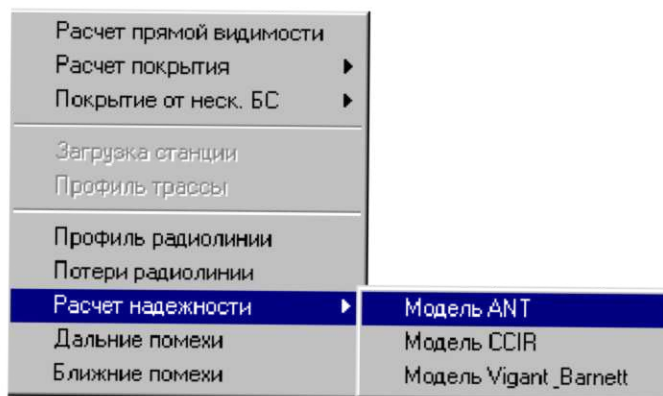 Расчет прямой видимости
Расчет покрытия
Покрытие от неск. БС
Загрузка станции
Профиль трассы
Профиль радиолинии
Потери радиолинии
Расчет надежности
Модель ANT
Дальние помехи
Модель CCIR
Ближние помехи
Модель Vigant_Barnett